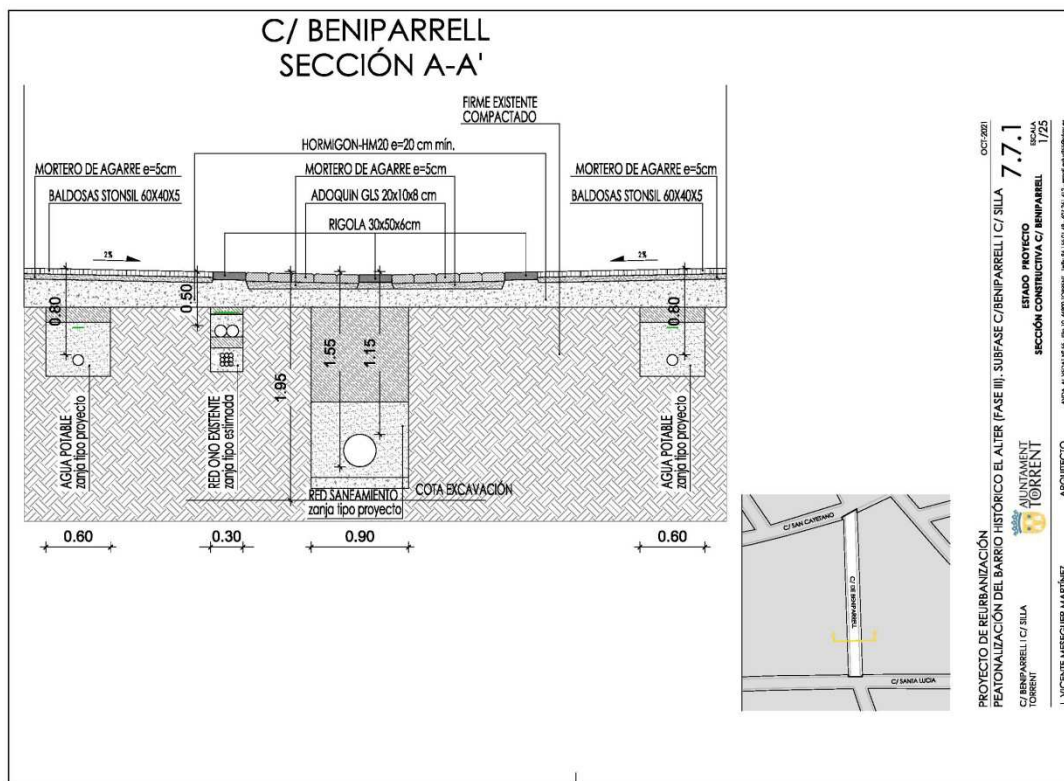 C/ BENIPARRELL
SECCIÓN A-A'
FIRME EXISTENTE
COMPACTADO
HORMIGON-HM20 e=20 cm mín.
MORTERO DE AGARRE e=5cm
MORTERO DE AGARRE e=5cm
MORTERO DE AGARRE e=5cm
BALDOSAS STONSIL 60X40X5
ADOQUIN GLS 20x10x8 cm
BALDOSAS STONSIL 60X40X5
RIGOLA 30x50x6cm
2%
2%
0.80
0.50
1.95
1.55
1.15
0.80
AGUA POTABLE
zanja tipo proyecto
RED ONO EXISTENTE
zanja tipo estimada
RED SANEAMIENTO
zanja tipo proyecto
COTA EXCAVACIÓN
AGUA POTABLE
zanja tipo proyecto
0.60
0.30
0.90
0.60
C/ SAN CAYETANO
C/ DE BENIPARRELL
C/ SANTA LUCIA
PROYECTO DE REURBANIZACIÓN
OCT-2021
PEATONALIZACIÓN DEL BARRIO HISTÓRICO EL ALTER (FASE III). SUBFASE C/BENIPARRELL I C/ SILLA
7.7.1
C/ BENIPARRELL I C/ SILLA
TORRENT
AJUNTAMENT
TORRENT
ESTADO PROYECTO
SECCIÓN CONSTRUCTIVA C/ BENIPARRELL
ESCALA
1/25
J. VICENTE MESEGUER MARTÍNEZ
ARQUITECTO